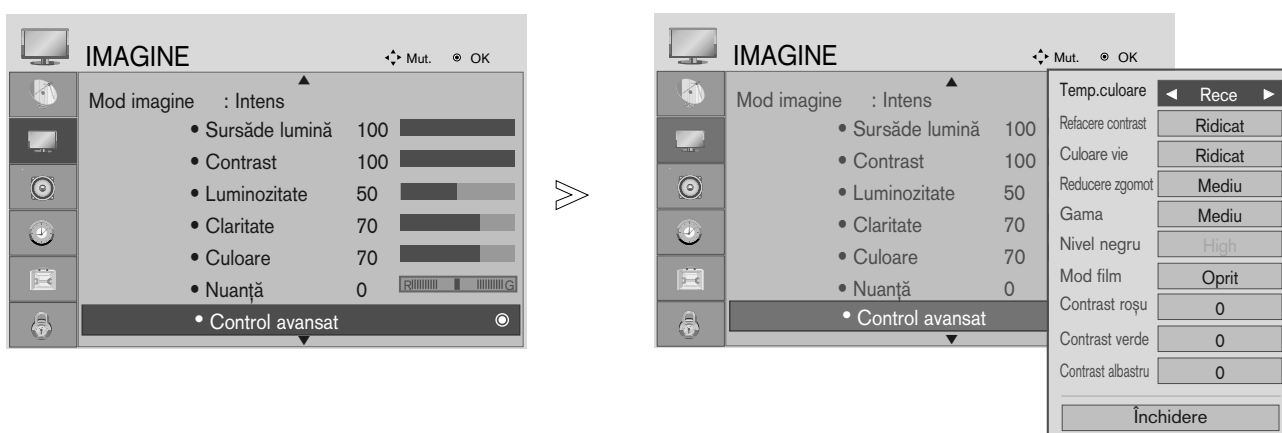 IMAGINE
Mut. OK
Mod imagine : Intens
• Sursăde lumină 100
• Contrast 100
• Luminozitate 50
• Claritate 70
• Culoare 70
• Nuanţă 0 R G
• Control avansat
IMAGINE
Mut. OK
Mod imagine : Intens
• Sursăde lumină 100
• Contrast 100
• Luminozitate 50
• Claritate 70
• Culoare 70
• Nuanţă 0
• Control avansat
Temp.culoare Rece
Refacere contrast Ridicat
Culoare vie Ridicat
Reducere zgomot Mediu
Gama Mediu
Nivel negru High
Mod film Oprit
Contrast roşu 0
Contrast verde 0
Contrast albastru 0
Închidere